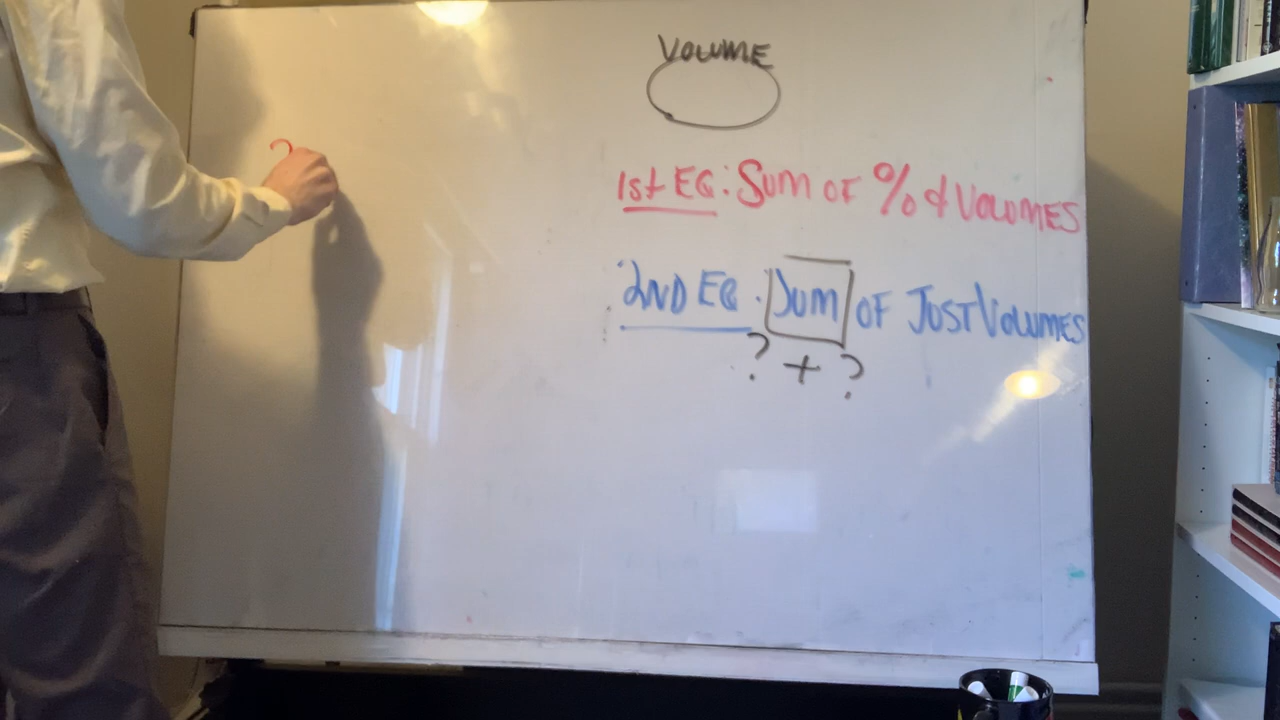 VOLUME
1st EQ: SUM OF % & VOLUMES
2ND EQ: SUM OF JUST VOLUMES
? + ?
?